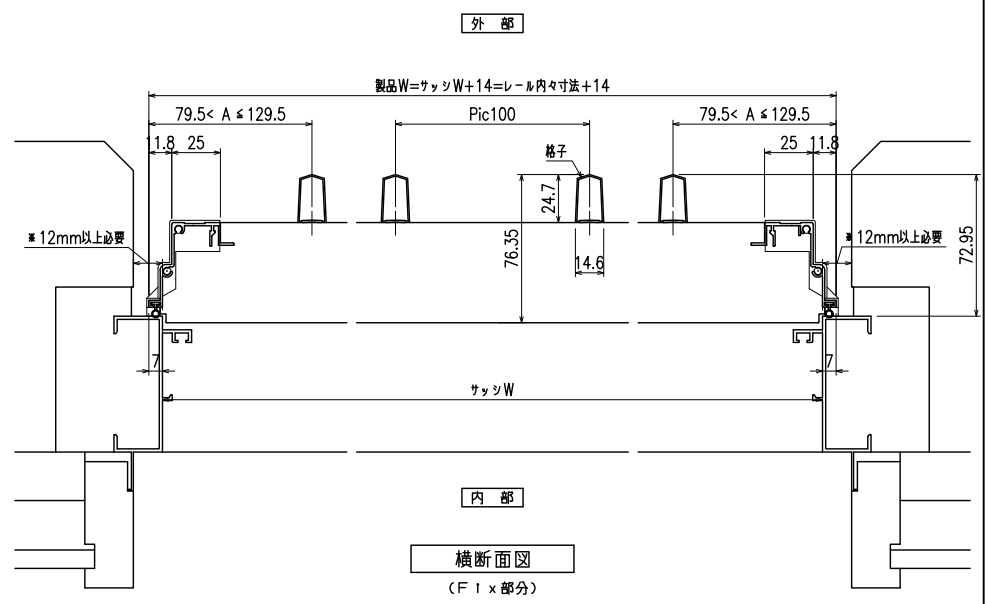 外 部
製品W=サッシW+14=レール内々寸法+14
79.5< A ≦129.5
Pic100
79.5< A ≦129.5
11.8
25
格子
25
11.8
24.7
※12mm以上必要
76.35
14.6
※12mm以上必要
72.95
7
7
サッシW
内 部
横断面図
(F1x部分)